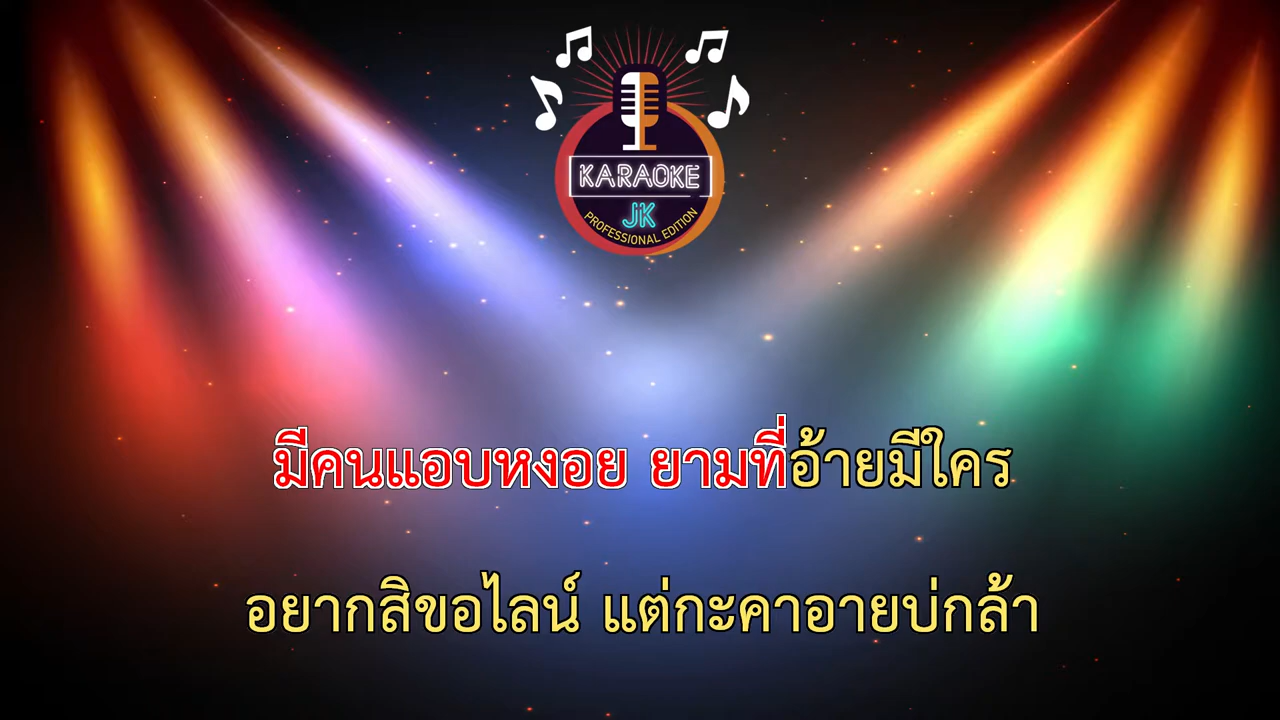 KARAOKE
JK
PROFESSIONAL EDITION
มีคนแอบหงอย ยามที่อ้ายมีใคร
อยากสิขอไลน์ แต่กะคาอายบ่กล้า